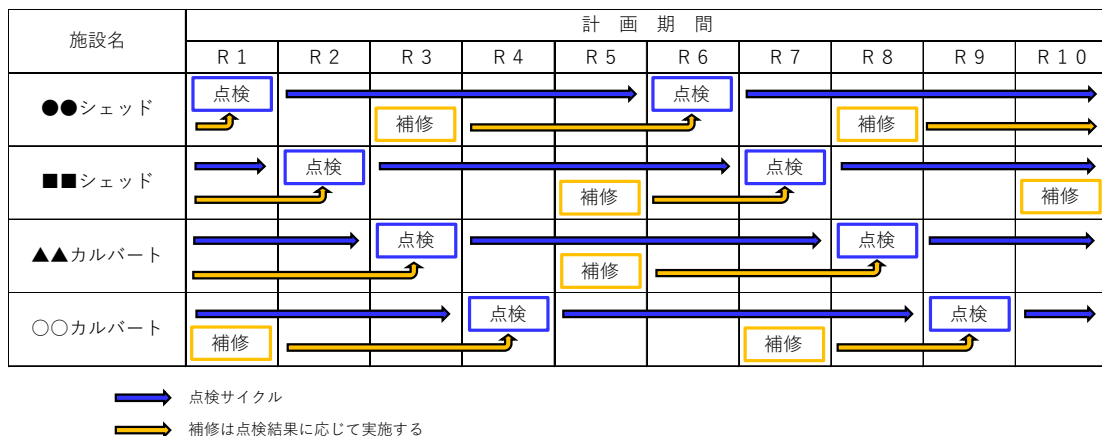 施設名
計画期間
R1 R2 R3 R4 R5 R6 R7 R8 R9 R10
●●シェッド
点検 点検
補修 補修
■■シェッド
点検 点検
補修 補修
▲▲カルバート
点検 点検
補修
○○カルバート
点検 点検
補修 補修
点検サイクル
補修は点検結果に応じて実施する